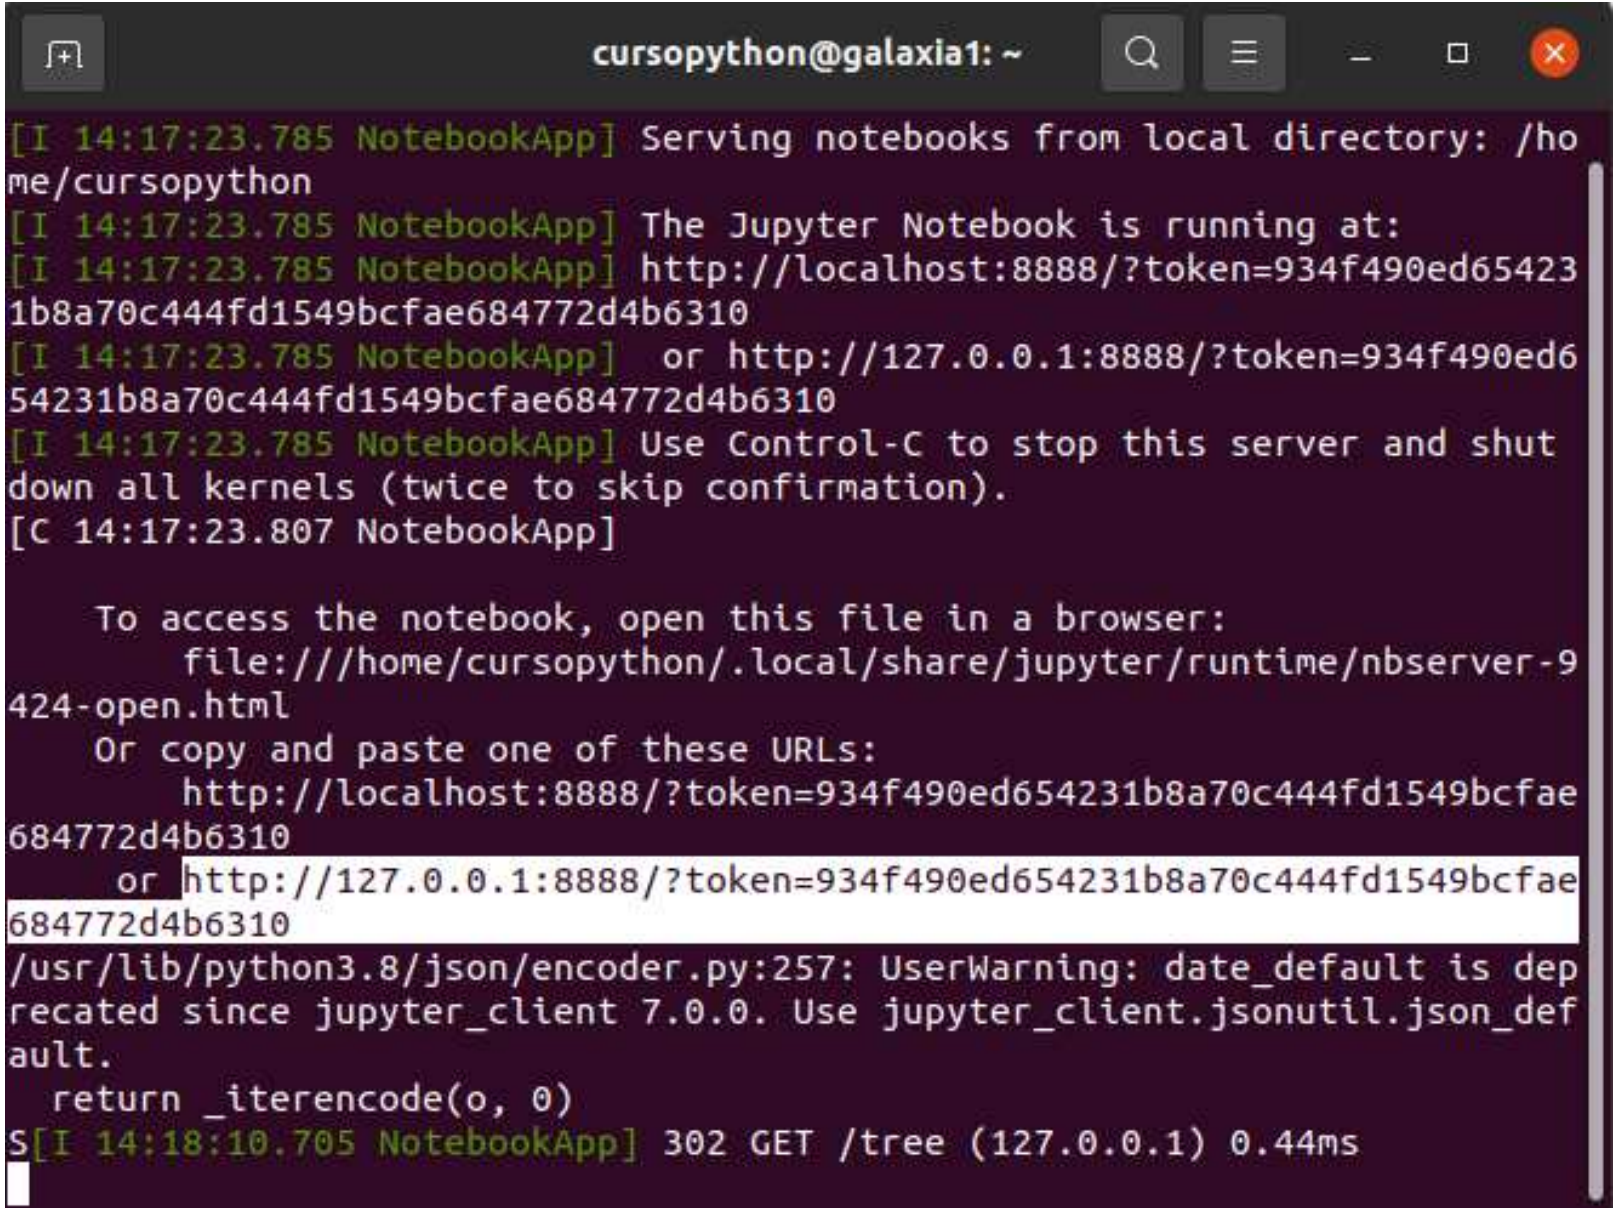 cursopython@galaxia1: ~
[I 14:17:23.785 NotebookApp] Serving notebooks from local directory: /ho
me/cursopython
[I 14:17:23.785 NotebookApp] The Jupyter Notebook is running at:
[I 14:17:23.785 NotebookApp] http://localhost:8888/?token=934f490ed65423
1b8a70c444fd1549bcfae684772d4b6310
[I 14:17:23.785 NotebookApp]  or http://127.0.0.1:8888/?token=934f490ed6
54231b8a70c444fd1549bcfae684772d4b6310
[I 14:17:23.785 NotebookApp] Use Control-C to stop this server and shut
down all kernels (twice to skip confirmation).
[C 14:17:23.807 NotebookApp]
    To access the notebook, open this file in a browser:
        file:///home/cursopython/.local/share/jupyter/runtime/nbserver-9
424-open.html
    Or copy and paste one of these URLs:
        http://localhost:8888/?token=934f490ed654231b8a70c444fd1549bcfae
684772d4b6310
     or http://127.0.0.1:8888/?token=934f490ed654231b8a70c444fd1549bcfae
684772d4b6310
/usr/lib/python3.8/json/encoder.py:257: UserWarning: date_default is dep
recated since jupyter_client 7.0.0. Use jupyter_client.jsonutil.json_def
ault.
  return _iterencode(o, 0)
S[I 14:18:10.705 NotebookApp] 302 GET /tree (127.0.0.1) 0.44ms